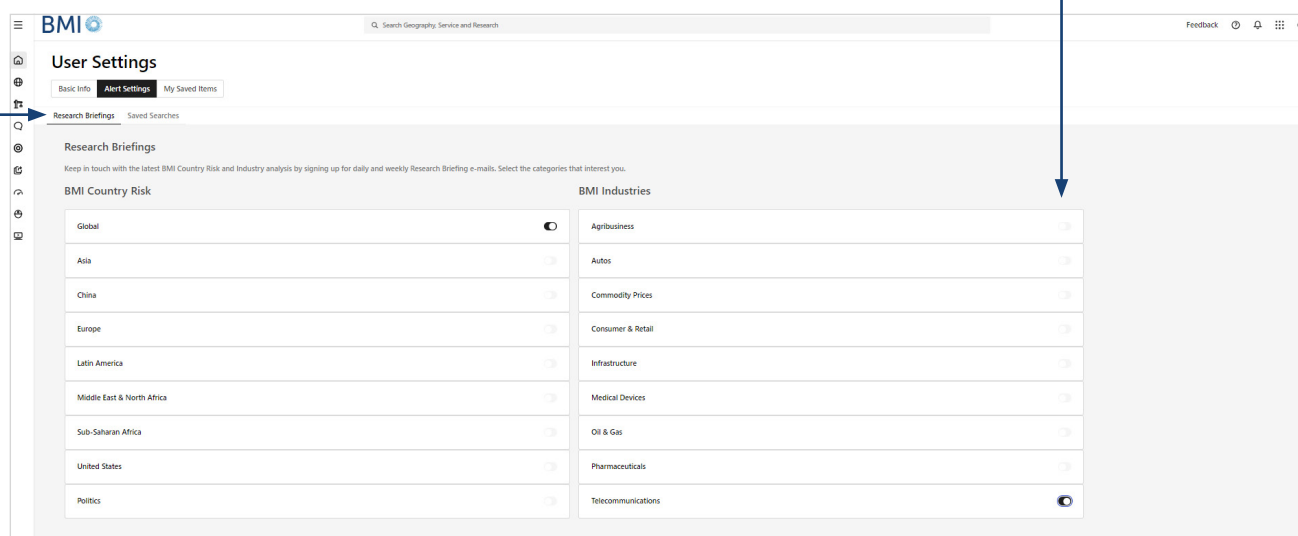 BMI
Search Geography, Service and Research
Feedback
User Settings
Basic Info Alert Settings My Saved Items
Research Briefings Saved Searches
Research Briefings
Keep in touch with the latest BMI Country Risk and Industry analysis by signing up for daily and weekly Research Briefing e-mails. Select the categories that interest you.
BMI Country Risk
Global
Asia
China
Europe
Latin America
Middle East & North Africa
Sub-Saharan Africa
United States
Politics
BMI Industries
Agribusiness
Autos
Commodity Prices
Consumer & Retail
Infrastructure
Medical Devices
Oil & Gas
Pharmaceuticals
Telecommunications